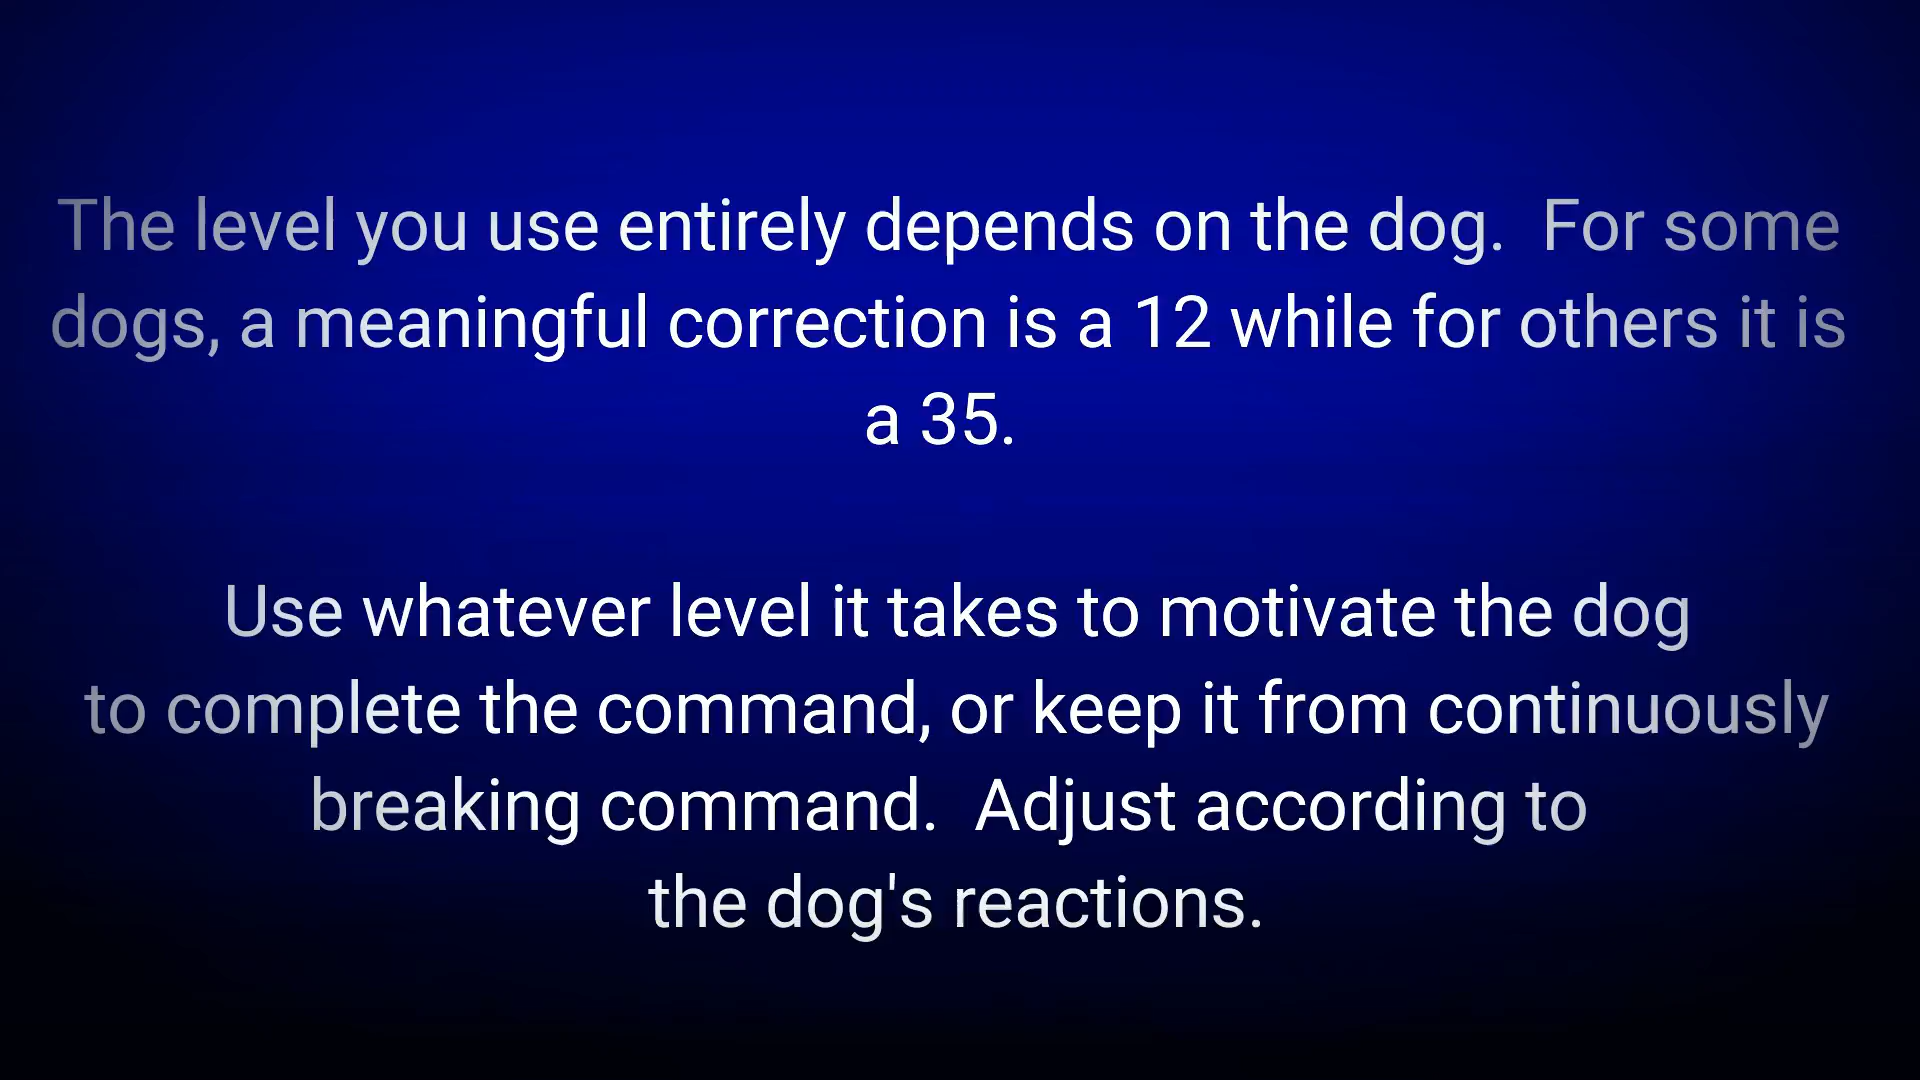 The level you use entirely depends on the dog.  For some
dogs, a meaningful correction is a 12 while for others it is
a 35.
Use whatever level it takes to motivate the dog
to complete the command, or keep it from continuously
breaking command.  Adjust according to
the dog's reactions.